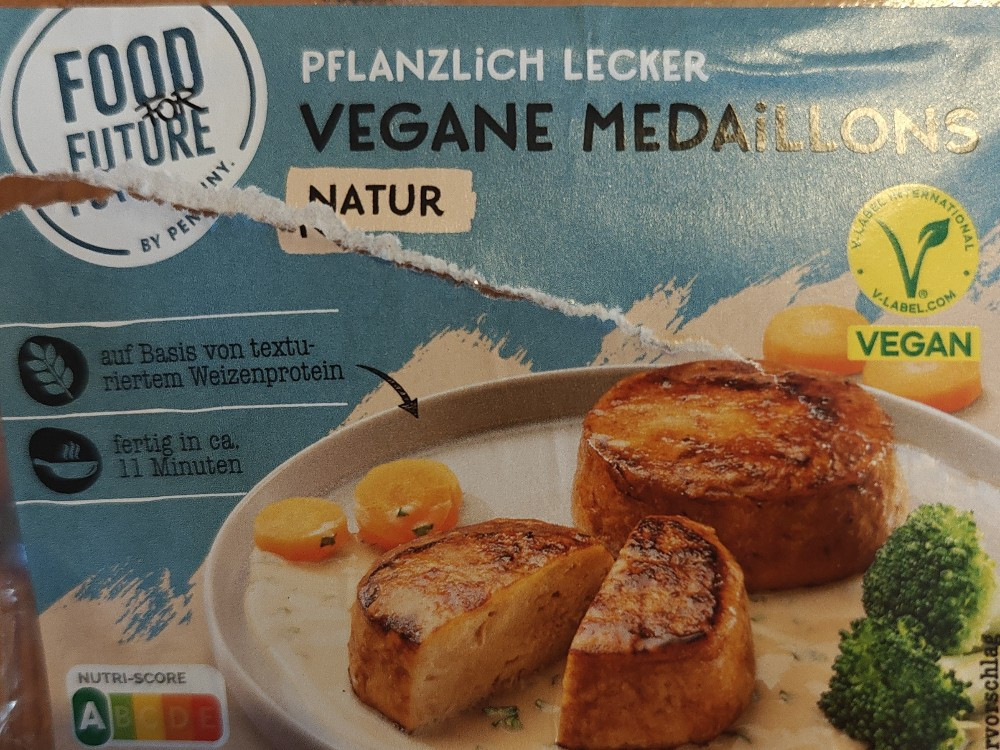 FOOD
FOR
FUTURE
BY PENNY.
PFLANZLiCH LECKER
VEGANE MEDAiLLONS
NATUR
V-LABEL INTERNATIONAL
V-LABEL.COM
VEGAN
auf Basis von textu-
riertem Weizenprotein
fertig in ca.
11 Minuten
NUTRI-SCORE
A B C D E
rvorschlag